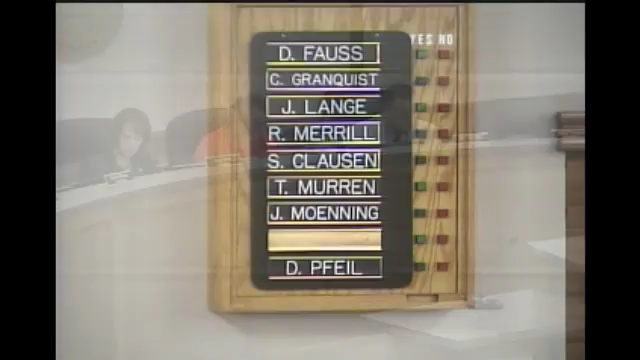 YES NO
D. FAUSS
C. GRANQUIST
J. LANGE
R. MERRILL
S. CLAUSEN
T. MURREN
J. MOENNING
D. PFEIL